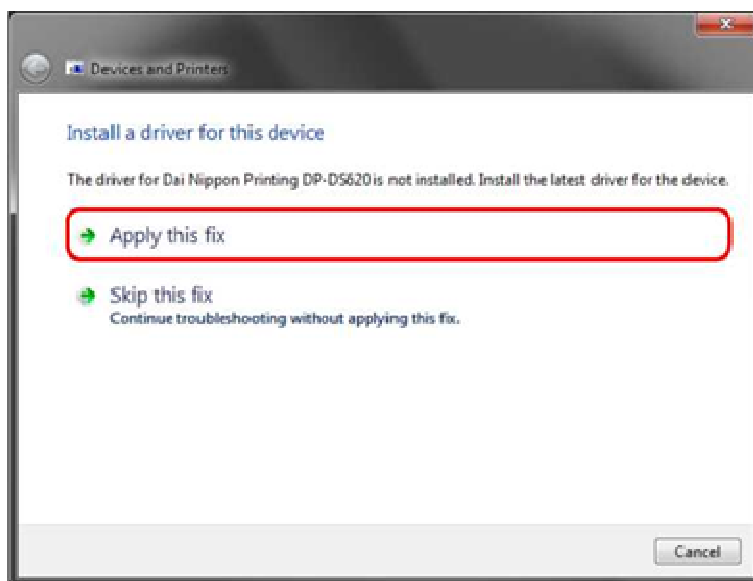 Devices and Printers
Install a driver for this device
The driver for Dai Nippon Printing DP-DS620 is not installed. Install the latest driver for the device.
Apply this fix
Skip this fix
Continue troubleshooting without applying this fix.
Cancel